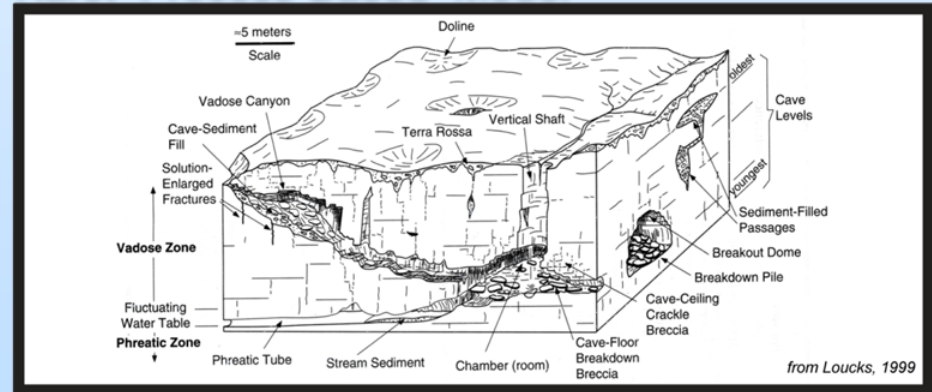 ≈5 meters
Scale
Doline
Vadose Canyon
Cave-Sediment
Fill
Solution-
Enlarged
Fractures
Terra Rossa
Vertical Shaft
oldest
Cave
Levels
youngest
Vadose Zone
Sediment-Filled
Passages
Breakout Dome
Breakdown Pile
Cave-Ceiling
Crackle
Breccia
Fluctuating
Water Table
Phreatic Zone
Phreatic Tube
Stream Sediment
Chamber (room)
Cave-Floor
Breakdown
Breccia
from Loucks, 1999